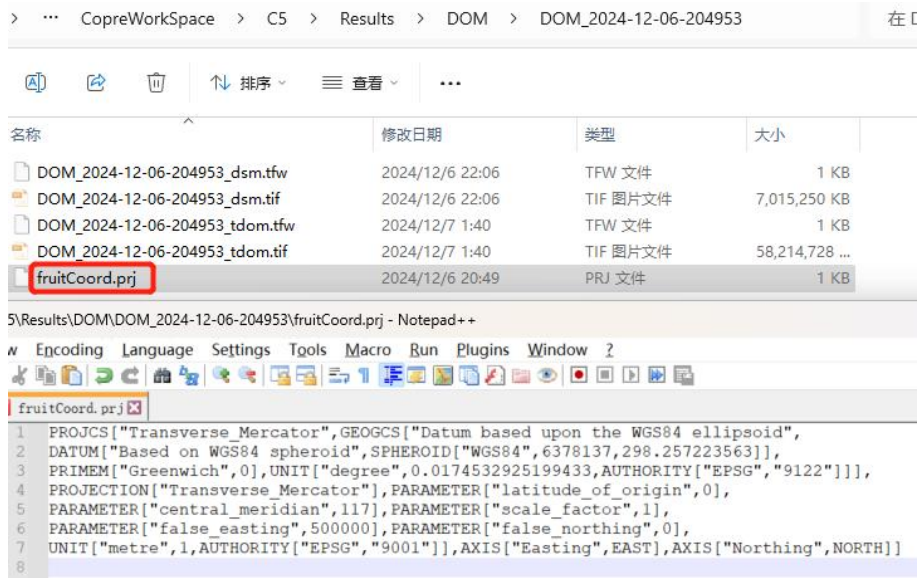 > ··· CopreWorkSpace > C5 > Results > DOM > DOM_2024-12-06-204953 在
排序 查看 ···
名称 修改日期 类型 大小
DOM_2024-12-06-204953_dsm.tfw 2024/12/6 22:06 TFW 文件 1 KB
DOM_2024-12-06-204953_dsm.tif 2024/12/6 22:06 TIF 图片文件 7,015,250 KB
DOM_2024-12-06-204953_tdom.tfw 2024/12/7 1:40 TFW 文件 1 KB
DOM_2024-12-06-204953_tdom.tif 2024/12/7 1:40 TIF 图片文件 58,214,728 ...
fruitCoord.prj 2024/12/6 20:49 PRJ 文件 1 KB
5\Results\DOM\DOM_2024-12-06-204953\fruitCoord.prj - Notepad++
w Encoding Language Settings Tools Macro Run Plugins Window ?
fruitCoord.prj
1 PROJCS["Transverse_Mercator",GEOGCS["Datum based upon the WGS84 ellipsoid",
2 DATUM["Based on WGS84 spheroid",SPHEROID["WGS84",6378137,298.257223563]],
3 PRIMEM["Greenwich",0],UNIT["degree",0.0174532925199433,AUTHORITY["EPSG","9122"]]],
4 PROJECTION["Transverse_Mercator"],PARAMETER["latitude_of_origin",0],
5 PARAMETER["central_meridian",117],PARAMETER["scale_factor",1],
6 PARAMETER["false_easting",500000],PARAMETER["false_northing",0],
7 UNIT["metre",1,AUTHORITY["EPSG","9001"]],AXIS["Easting",EAST],AXIS["Northing",NORTH]]
8